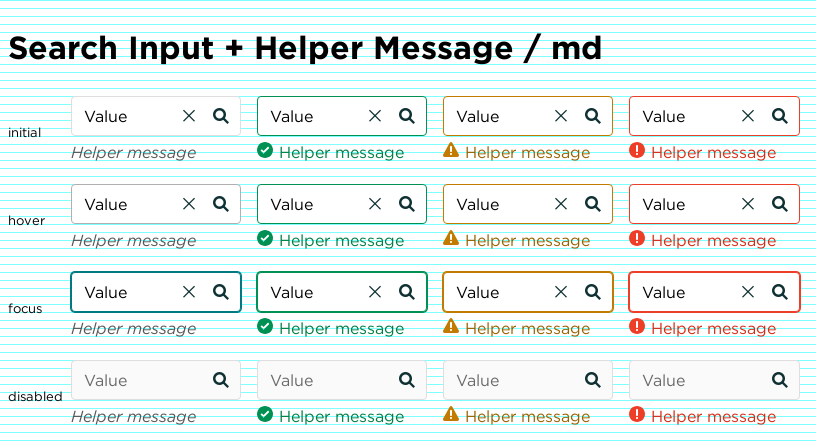 Search Input + Helper Message / md
initial
Value Value Value Value
Helper message Helper message Helper message Helper message
hover
Value Value Value Value
Helper message Helper message Helper message Helper message
focus
Value Value Value Value
Helper message Helper message Helper message Helper message
disabled
Value Value Value Value
Helper message Helper message Helper message Helper message